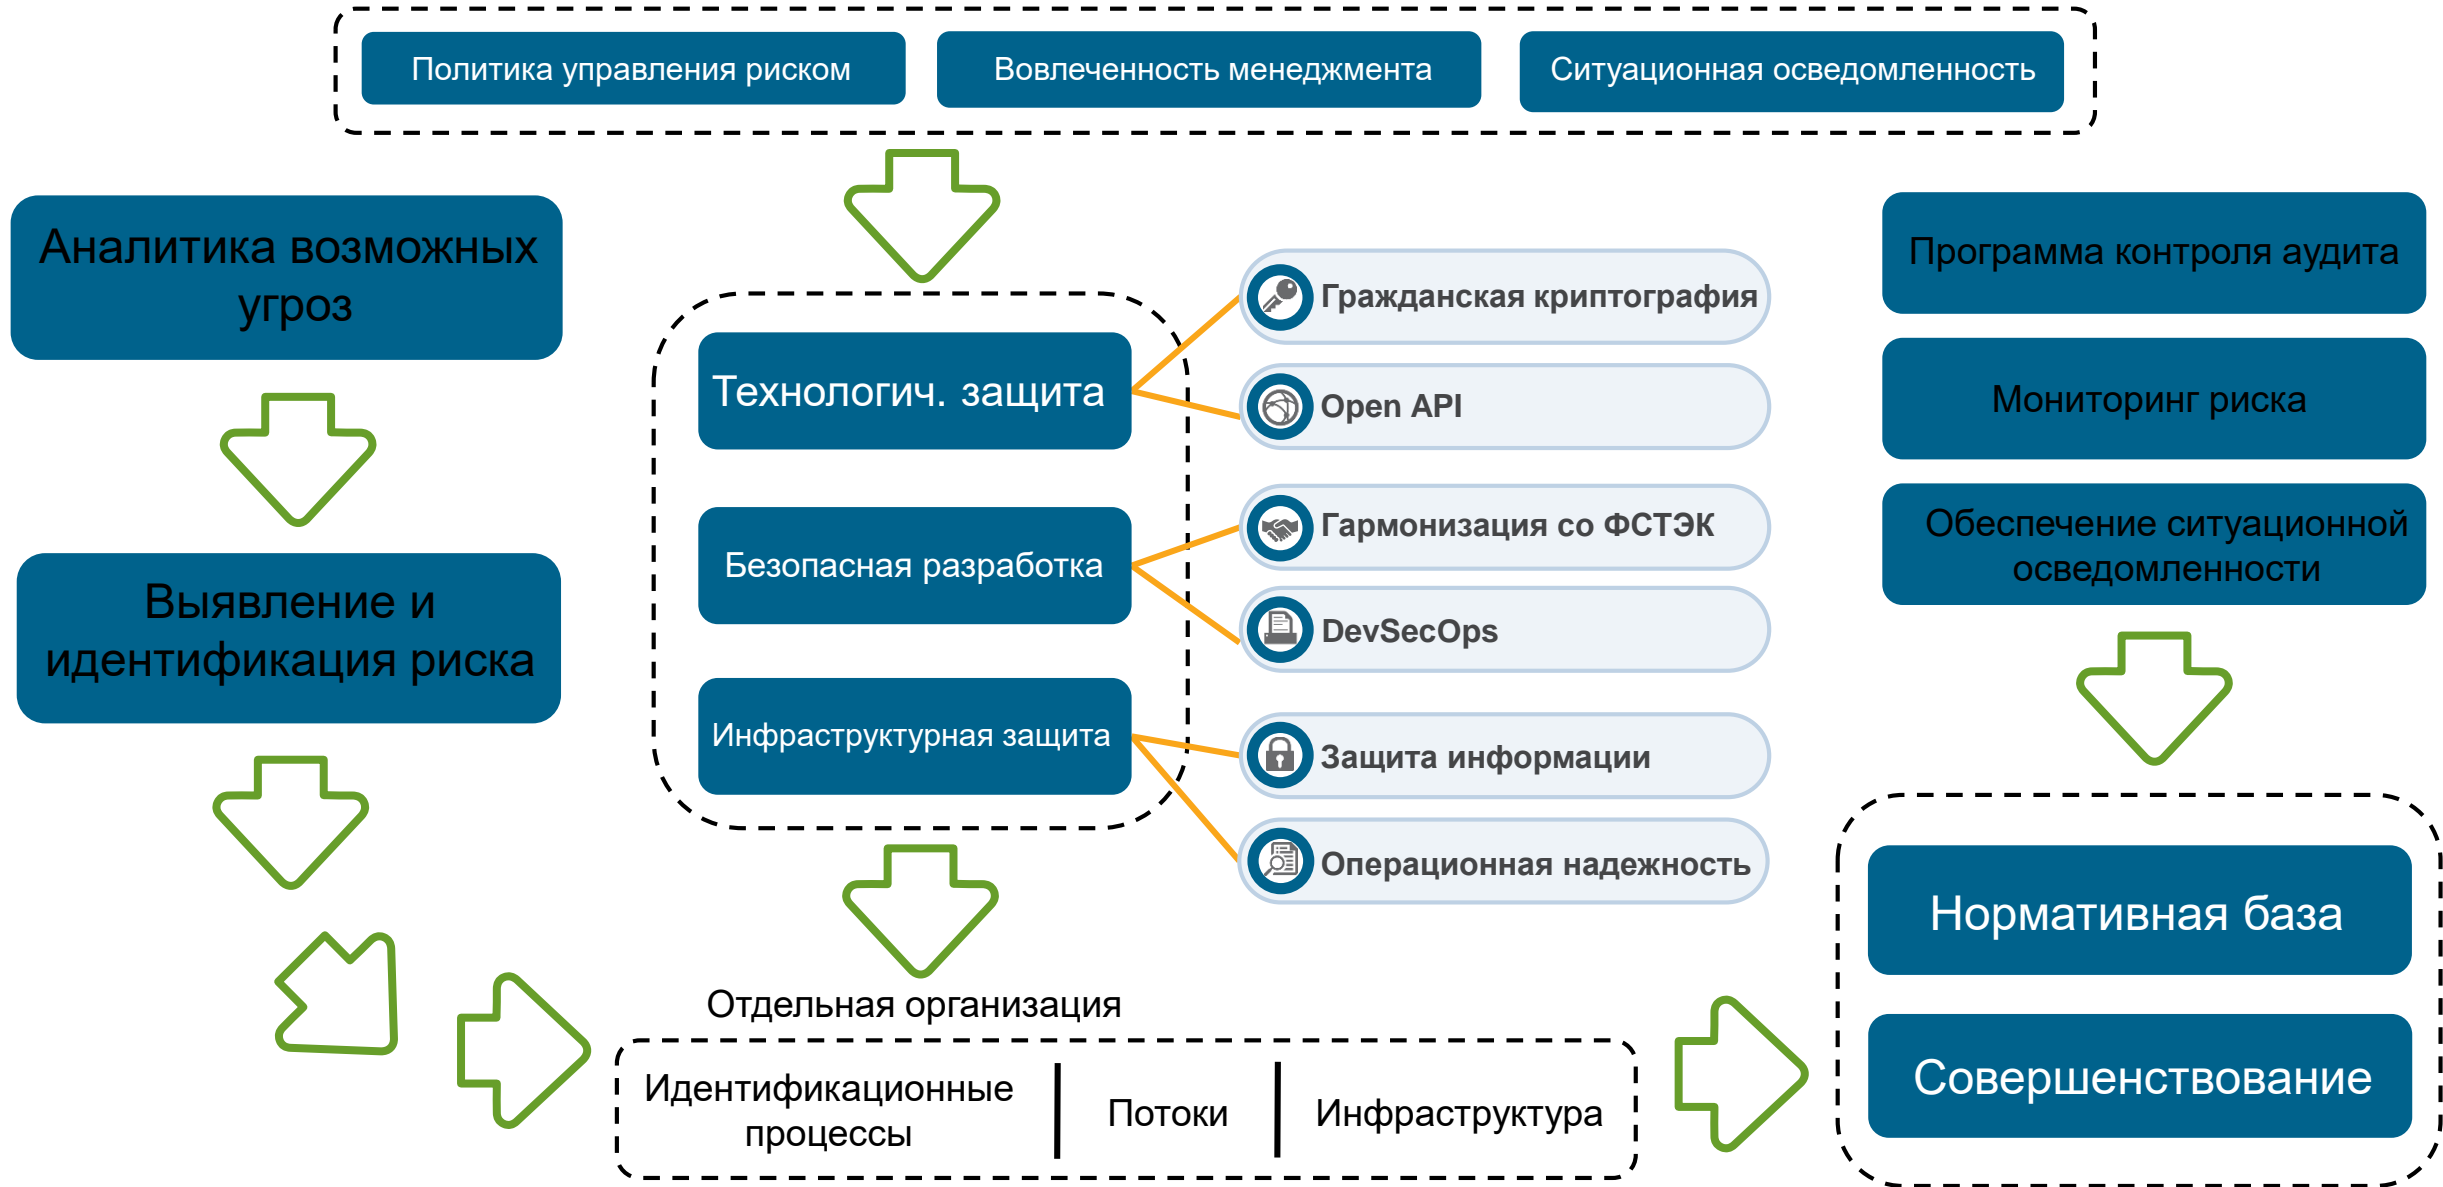 Политика управления риском
Вовлеченность менеджмента
Ситуационная осведомленность
Аналитика возможных
угроз
Выявление и
идентификация риска
Технологич. защита
Безопасная разработка
Инфраструктурная защита
Гражданская криптография
Open API
Гармонизация со ФСТЭК
DevSecOps
Защита информации
Операционная надежность
Программа контроля аудита
Мониторинг риска
Обеспечение ситуационной
осведомленности
Отдельная организация
Идентификационные
процессы
Потоки
Инфраструктура
Нормативная база
Совершенствование